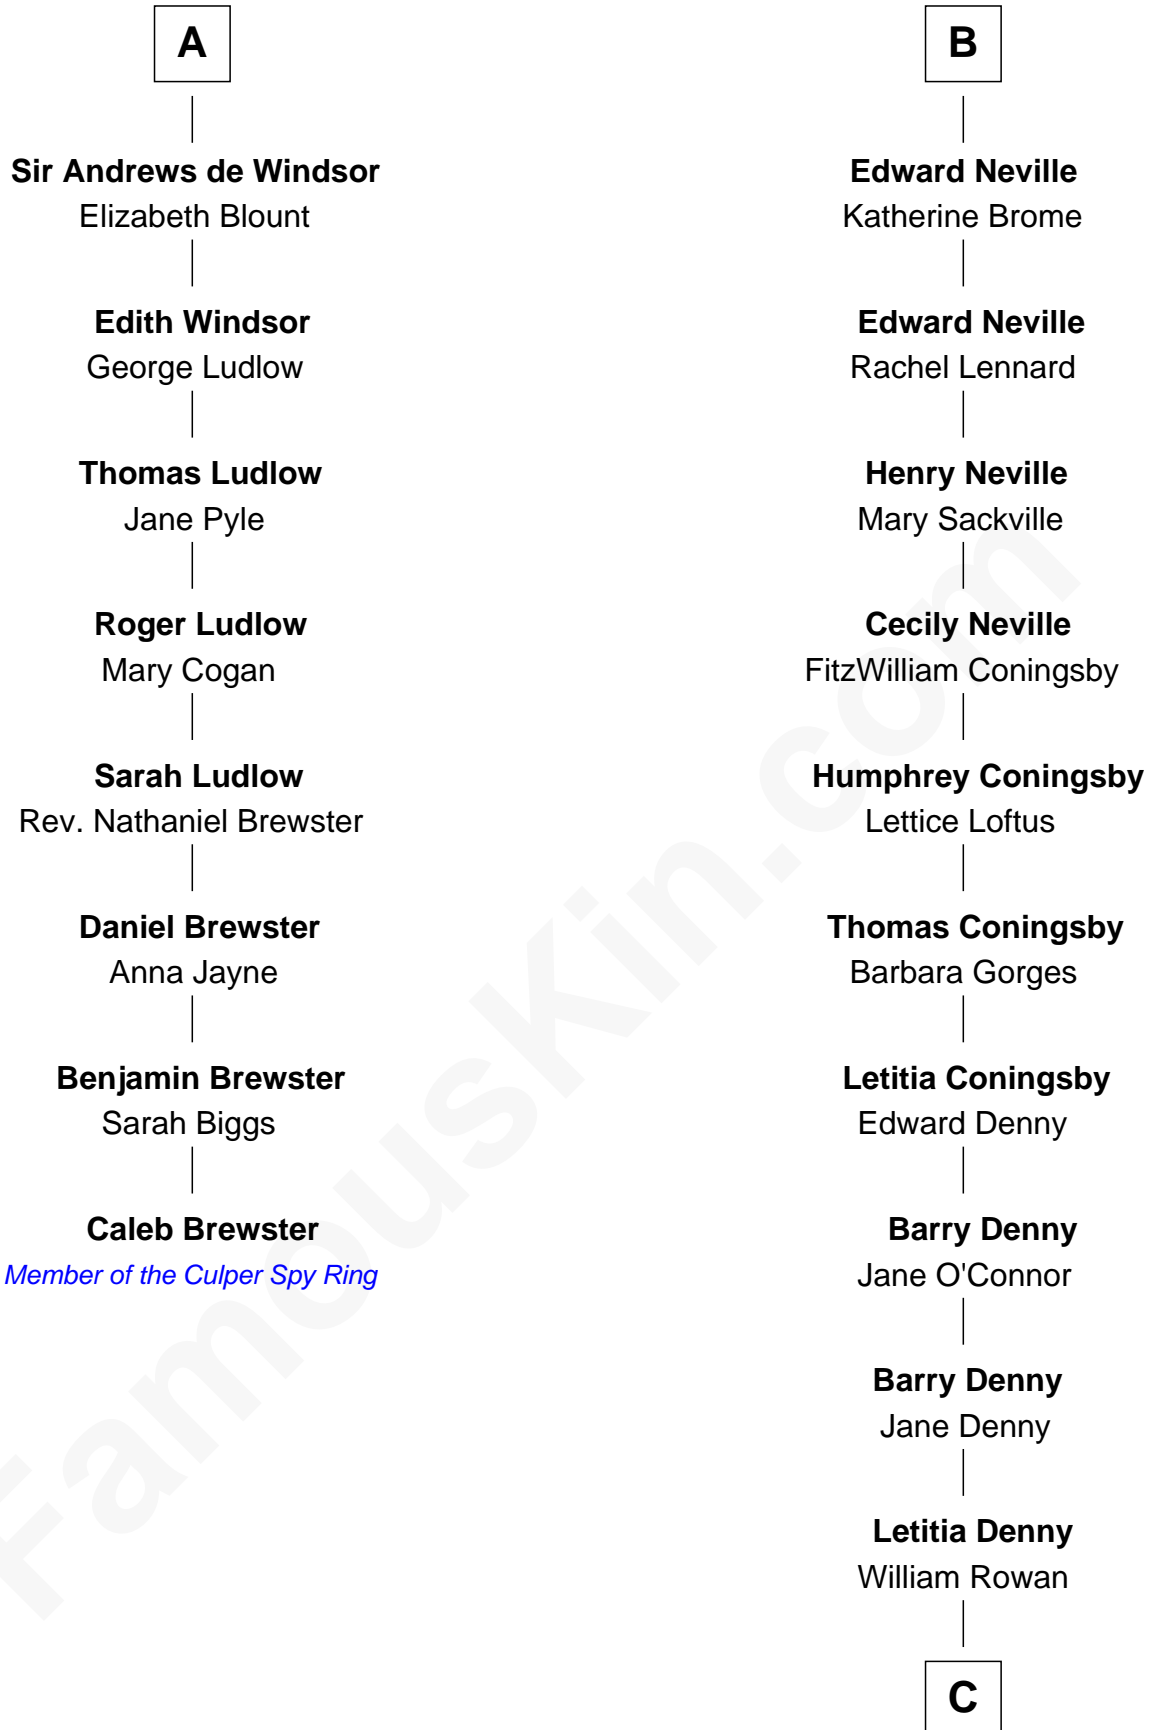 A
Sir Andrews de Windsor
Elizabeth Blount
Edith Windsor
George Ludlow
Thomas Ludlow
Jane Pyle
Roger Ludlow
Mary Cogan
Sarah Ludlow
Rev. Nathaniel Brewster
Daniel Brewster
Anna Jayne
Benjamin Brewster
Sarah Biggs
Caleb Brewster
Member of the Culper Spy Ring
B
Edward Neville
Katherine Brome
Edward Neville
Rachel Lennard
Henry Neville
Mary Sackville
Cecily Neville
FitzWilliam Coningsby
Humphrey Coningsby
Lettice Loftus
Thomas Coningsby
Barbara Gorges
Letitia Coningsby
Edward Denny
Barry Denny
Jane O'Connor
Barry Denny
Jane Denny
Letitia Denny
William Rowan
C
FamousKin.com